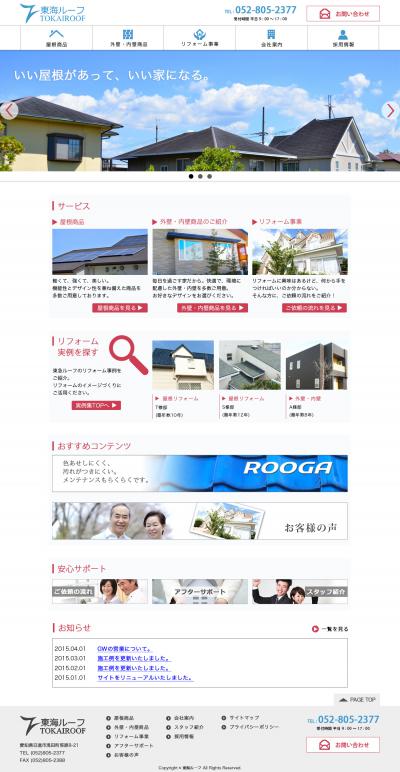 東海ルーフ
TOKAIROOF
TEL : 052-805-2377
受付時間 平日 9:00 〜 17:00
お問い合わせ
屋根商品
外壁・内壁商品
リフォーム事業
会社案内
採用情報
いい屋根があって、いい家になる。
サービス
屋根商品
外壁・内壁商品のご紹介
リフォーム事業
軽くて、強くて、美しい。
機能性とデザイン性を兼ね備えた商品を
多数ご用意しております。
毎日を過ごす家だから。快適で、環境に
配慮した外壁・内壁を多数ご用意。
お好きなデザインをお選びください。
リフォームに興味はあるけど、何から手を
つければいいのか分からない。
そんな方に、ご依頼の流れをご紹介！
屋根商品を見る
外壁・内壁商品を見る
ご依頼の流れを見る
リフォーム
実例を探す
東急ルーフのリフォーム事例を
ご紹介。
リフォームのイメージづくりに
ご活用ください。
実例集TOPへ
屋根リフォーム
T様邸
(築年数10年)
屋根リフォーム
S様邸
(築年数12年)
外壁・内壁
A様邸
(築年数8年)
おすすめコンテンツ
色あせしにくく、
汚れがつきにくい。
メンテナンスもらくらくです。
ROOGA
お客様の声
安心サポート
ご依頼の流れ
アフターサポート
スタッフ紹介
お知らせ
一覧を見る
2015.04.01 GWの営業について。
2015.03.01 施工例を更新いたしました。
2015.02.01 施工例を更新いたしました。
2015.01.01 サイトをリニューアルいたしました。
PAGE TOP
東海ルーフ
TOKAIROOF
TEL (052)805-2377
FAX (052)805-2388
屋根商品
外壁・内壁商品
リフォーム事業
アフターサポート
お客様の声
会社案内
スタッフ紹介
採用情報
サイトマップ
プライバシーポリシー
TEL : 052-805-2377
受付時間 平日 9:00 〜 17:00
お問い合わせ
Copyright © 東海ルーフ All Rights Reserved.